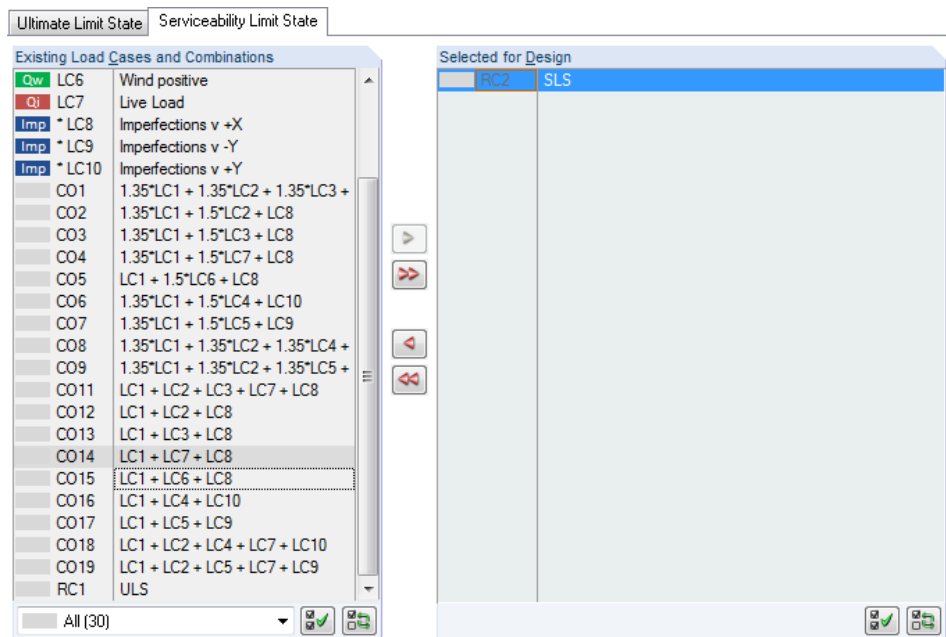 Ultimate Limit State Serviceability Limit State
Existing Load Cases and Combinations Selected for Design
Qw LC6 Wind positive RC2 SLS
Qi LC7 Live Load
Imp * LC8 Imperfections v +X
Imp * LC9 Imperfections v -Y
Imp * LC10 Imperfections v +Y
CO1 1.35*LC1 + 1.35*LC2 + 1.35*LC3 +
CO2 1.35*LC1 + 1.5*LC2 + LC8
CO3 1.35*LC1 + 1.5*LC3 + LC8
CO4 1.35*LC1 + 1.5*LC7 + LC8
CO5 LC1 + 1.5*LC6 + LC8
CO6 1.35*LC1 + 1.5*LC4 + LC10
CO7 1.35*LC1 + 1.5*LC5 + LC9
CO8 1.35*LC1 + 1.35*LC2 + 1.35*LC4 +
CO9 1.35*LC1 + 1.35*LC2 + 1.35*LC5 +
CO11 LC1 + LC2 + LC3 + LC7 + LC8
CO12 LC1 + LC2 + LC8
CO13 LC1 + LC3 + LC8
CO14 LC1 + LC7 + LC8
CO15 LC1 + LC6 + LC8
CO16 LC1 + LC4 + LC10
CO17 LC1 + LC5 + LC9
CO18 LC1 + LC2 + LC4 + LC7 + LC10
CO19 LC1 + LC2 + LC5 + LC7 + LC9
RC1 ULS
All (30)